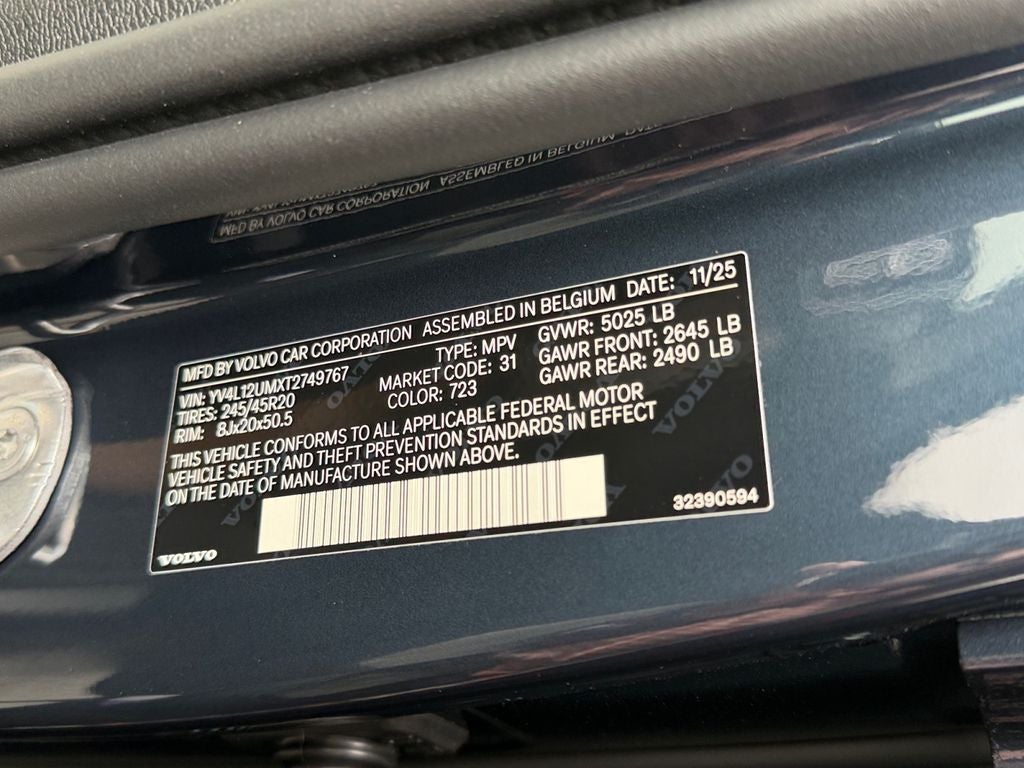 MFD BY VOLVO CAR CORPORATION ASSEMBLED IN BELGIUM DATE: 11/25
VIN: YV4L12UMXT2749767 TYPE: MPV GVWR: 5025 LB
TIRES: 245/45R20 MARKET CODE: 31 GAWR FRONT: 2645 LB
RIM: 8Jx20x50.5 COLOR: 723 GAWR REAR: 2490 LB
THIS VEHICLE CONFORMS TO ALL APPLICABLE FEDERAL MOTOR
VEHICLE SAFETY AND THEFT PREVENTION STANDARDS IN EFFECT
ON THE DATE OF MANUFACTURE SHOWN ABOVE.
VOLVO 32390594